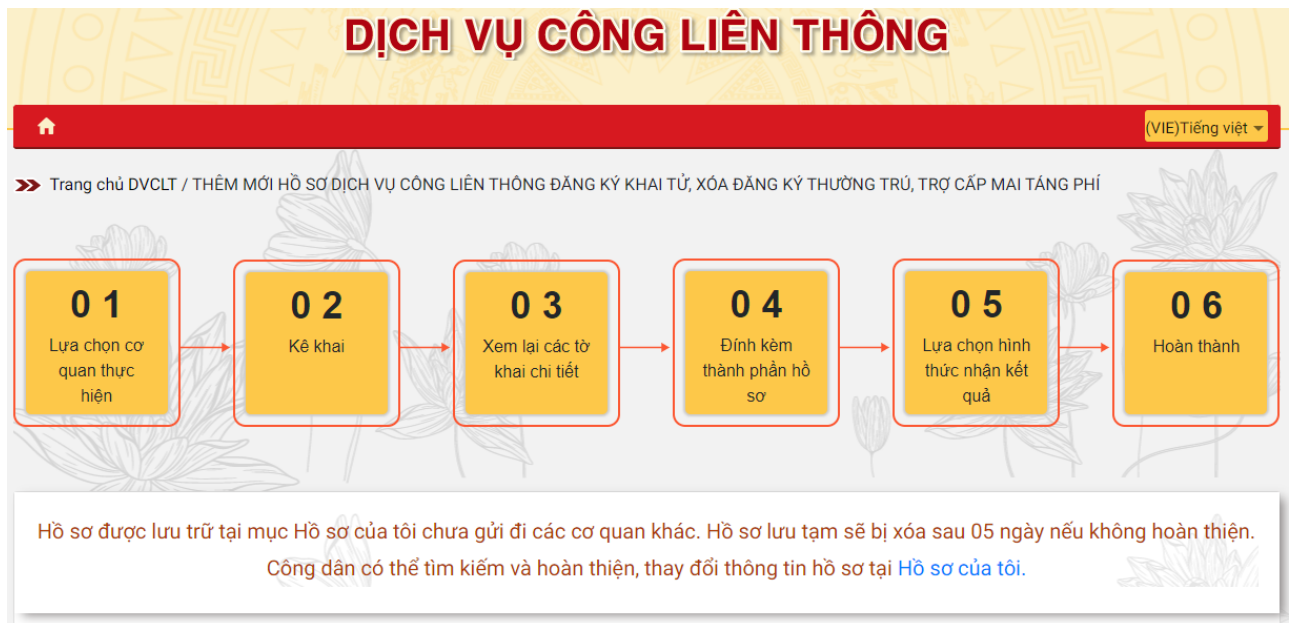 DỊCH VỤ CÔNG LIÊN THÔNG
(VIE)Tiếng việt
Trang chủ DVCLT / THÊM MỚI HỒ SƠ DỊCH VỤ CÔNG LIÊN THÔNG ĐĂNG KÝ KHAI TỬ, XÓA ĐĂNG KÝ THƯỜNG TRÚ, TRỢ CẤP MAI TÁNG PHÍ
0 1
Lựa chọn cơ
quan thực
hiện
0 2
Kê khai
0 3
Xem lại các tờ
khai chi tiết
0 4
Đính kèm
thành phần hồ
sơ
0 5
Lựa chọn hình
thức nhận kết
quả
0 6
Hoàn thành
Hồ sơ được lưu trữ tại mục Hồ sơ của tôi chưa gửi đi các cơ quan khác. Hồ sơ lưu tạm sẽ bị xóa sau 05 ngày nếu không hoàn thiện.
Công dân có thể tìm kiếm và hoàn thiện, thay đổi thông tin hồ sơ tại Hồ sơ của tôi.